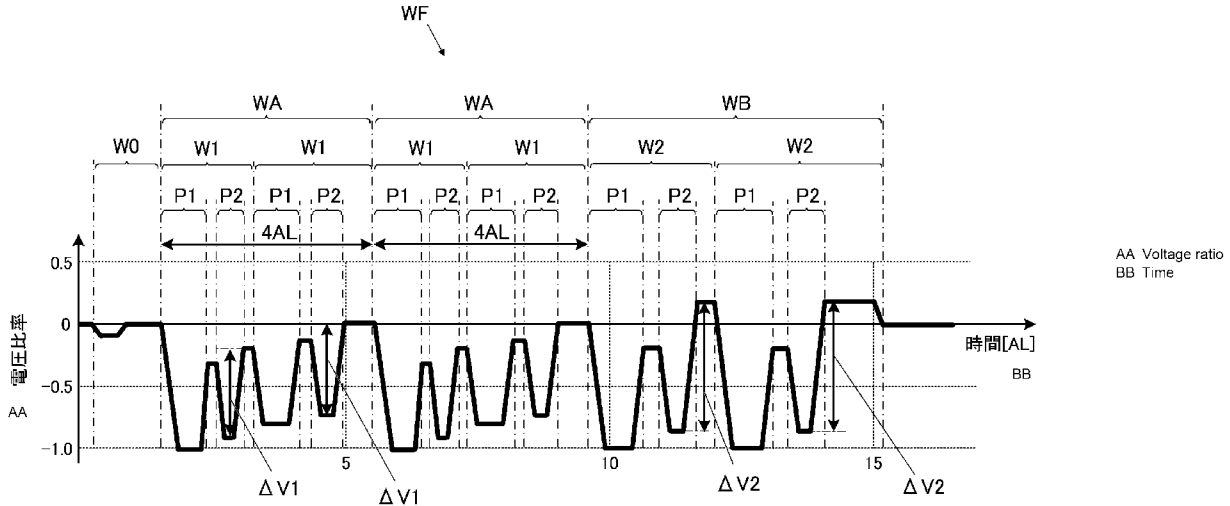 WF
WA WA WB
W0 W1 W1 W1 W1 W2 W2
P1 P2 P1 P2 P1 P2 P1 P2 P1 P2 P1 P2
4AL 4AL
0.5
0
-0.5
-1.0
電圧比率
AA
5 10 15
時間[AL]
BB
ΔV1 ΔV1 ΔV2 ΔV2
AA Voltage ratio
BB Time